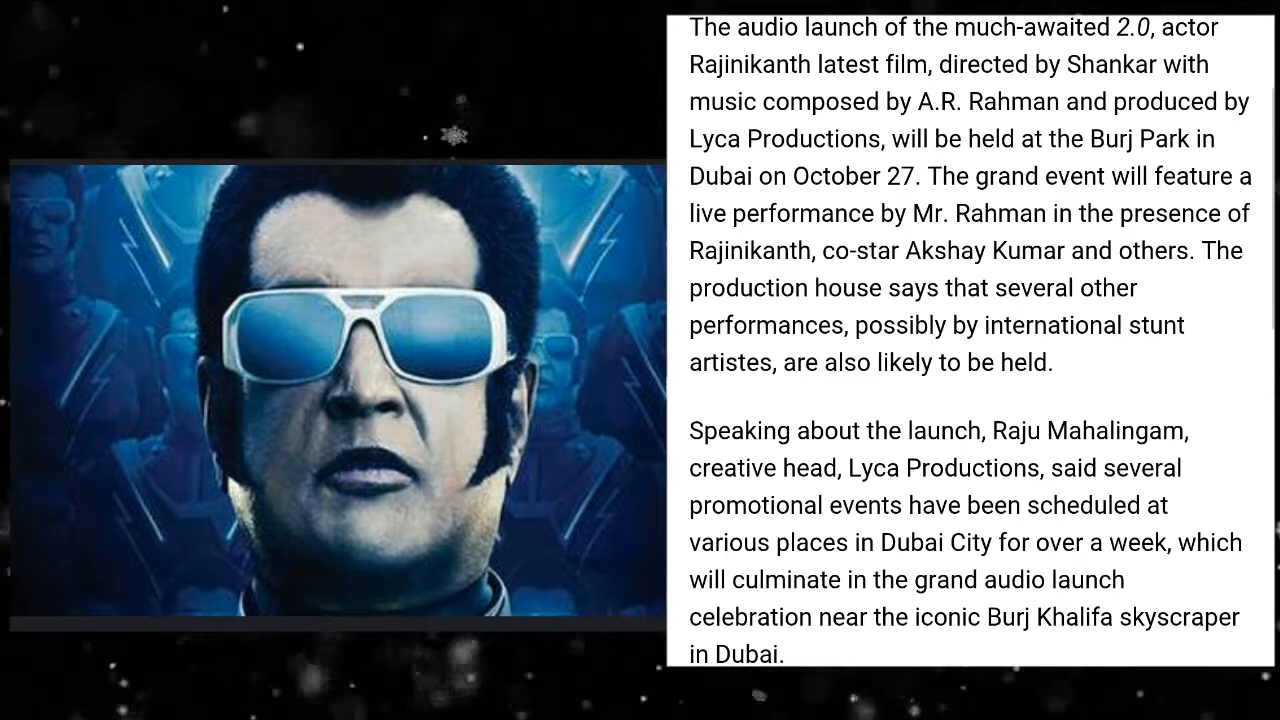 The audio launch of the much-awaited 2.0, actor
Rajinikanth latest film, directed by Shankar with
music composed by A.R. Rahman and produced by
Lyca Productions, will be held at the Burj Park in
Dubai on October 27. The grand event will feature a
live performance by Mr. Rahman in the presence of
Rajinikanth, co-star Akshay Kumar and others. The
production house says that several other
performances, possibly by international stunt
artistes, are also likely to be held.
Speaking about the launch, Raju Mahalingam,
creative head, Lyca Productions, said several
promotional events have been scheduled at
various places in Dubai City for over a week, which
will culminate in the grand audio launch
celebration near the iconic Burj Khalifa skyscraper
in Dubai.